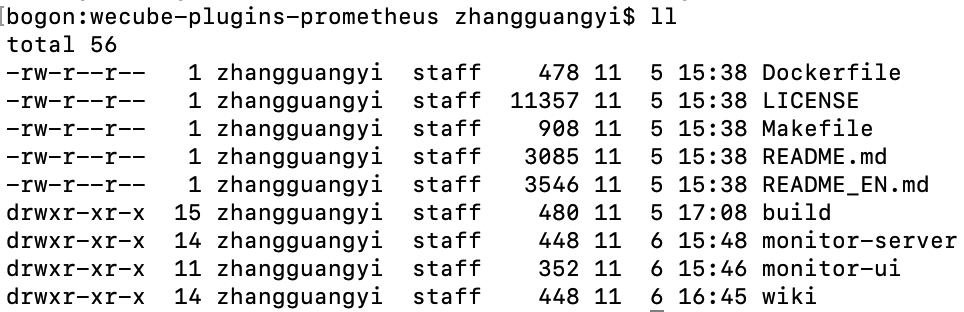 [bogon:wecube-plugins-prometheus zhangguangyi$ ll
total 56
-rw-r--r--   1 zhangguangyi  staff    478 11  5 15:38 Dockerfile
-rw-r--r--   1 zhangguangyi  staff  11357 11  5 15:38 LICENSE
-rw-r--r--   1 zhangguangyi  staff    908 11  5 15:38 Makefile
-rw-r--r--   1 zhangguangyi  staff   3085 11  5 15:38 README.md
-rw-r--r--   1 zhangguangyi  staff   3546 11  5 15:38 README_EN.md
drwxr-xr-x  15 zhangguangyi  staff    480 11  5 17:08 build
drwxr-xr-x  14 zhangguangyi  staff    448 11  6 15:48 monitor-server
drwxr-xr-x  11 zhangguangyi  staff    352 11  6 15:46 monitor-ui
drwxr-xr-x  14 zhangguangyi  staff    448 11  6 16:45 wiki